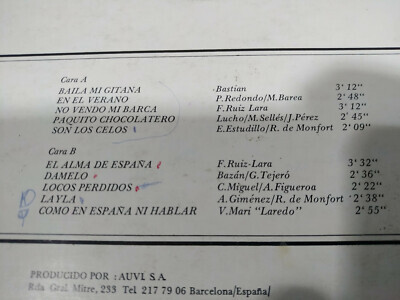 Cara A
BAILA MI GITANA Bastian 3' 12"
EN EL VERANO P. Redondo/M. Barea 2' 48"
NO VENDO MI BARCA F. Ruiz Lara 3' 12"
PAQUITO CHOCOLATERO Lucho/M. Sellés/J. Pérez 2' 45"
SON LOS CELOS E. Estudillo/R. de Monfort 2' 09"
Cara B
EL ALMA DE ESPAÑA F. Ruiz-Lara 3' 32"
DAMELO Bazán/G. Tejeró 2' 36"
LOCOS PERDIDOS C. Miguel/A. Figueroa 2' 22"
LAYLA A. Giménez/R. de Monfort 2' 38"
COMO EN ESPAÑA NI HABLAR V. Mari "Laredo" 2' 55"
PRODUCIDO POR : AUVI, S.A.
Rda Gral. Mitre, 233 Tel 217 79 06 Barcelona/España/